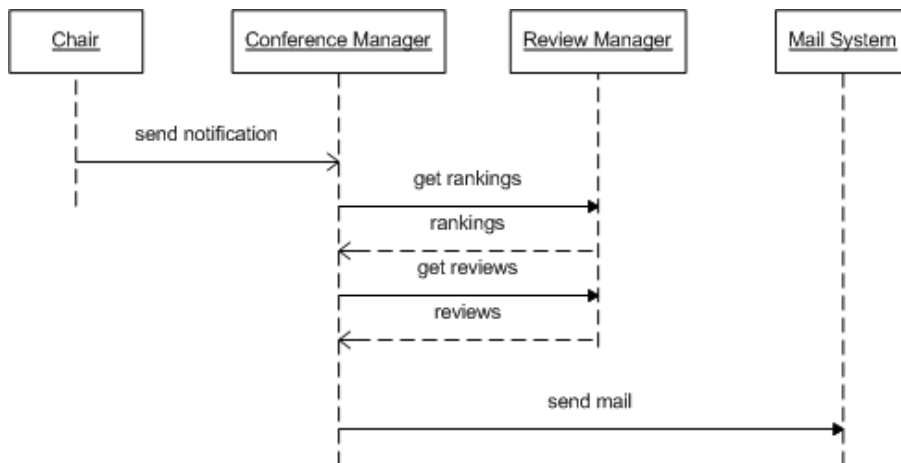 Chair
Conference Manager
Review Manager
Mail System
send notification
get rankings
rankings
get reviews
reviews
send mail